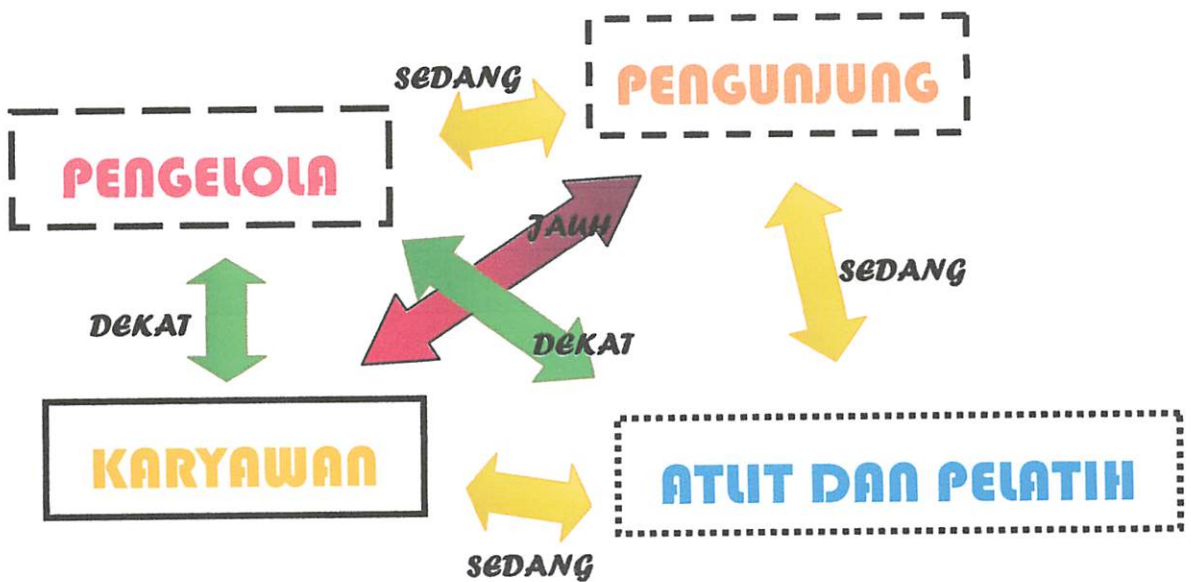 SEDANG
PENGUNJUNG
PENGELOLA
JAUH
SEDANG
DEKAT
DEKAT
KARYAWAN
ATLIT DAN PELATIH
SEDANG